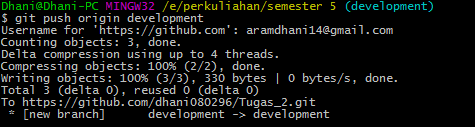 Dhani@Dhani-PC MINGW32 /e/perkuliahan/semester 5 (development)
$ git push origin development
Username for 'https://github.com': aramdhani14@gmail.com
Counting objects: 3, done.
Delta compression using up to 4 threads.
Compressing objects: 100% (2/2), done.
Writing objects: 100% (3/3), 330 bytes | 0 bytes/s, done.
Total 3 (delta 0), reused 0 (delta 0)
To https://github.com/dhani080296/Tugas_2.git
 * [new branch]      development -> development